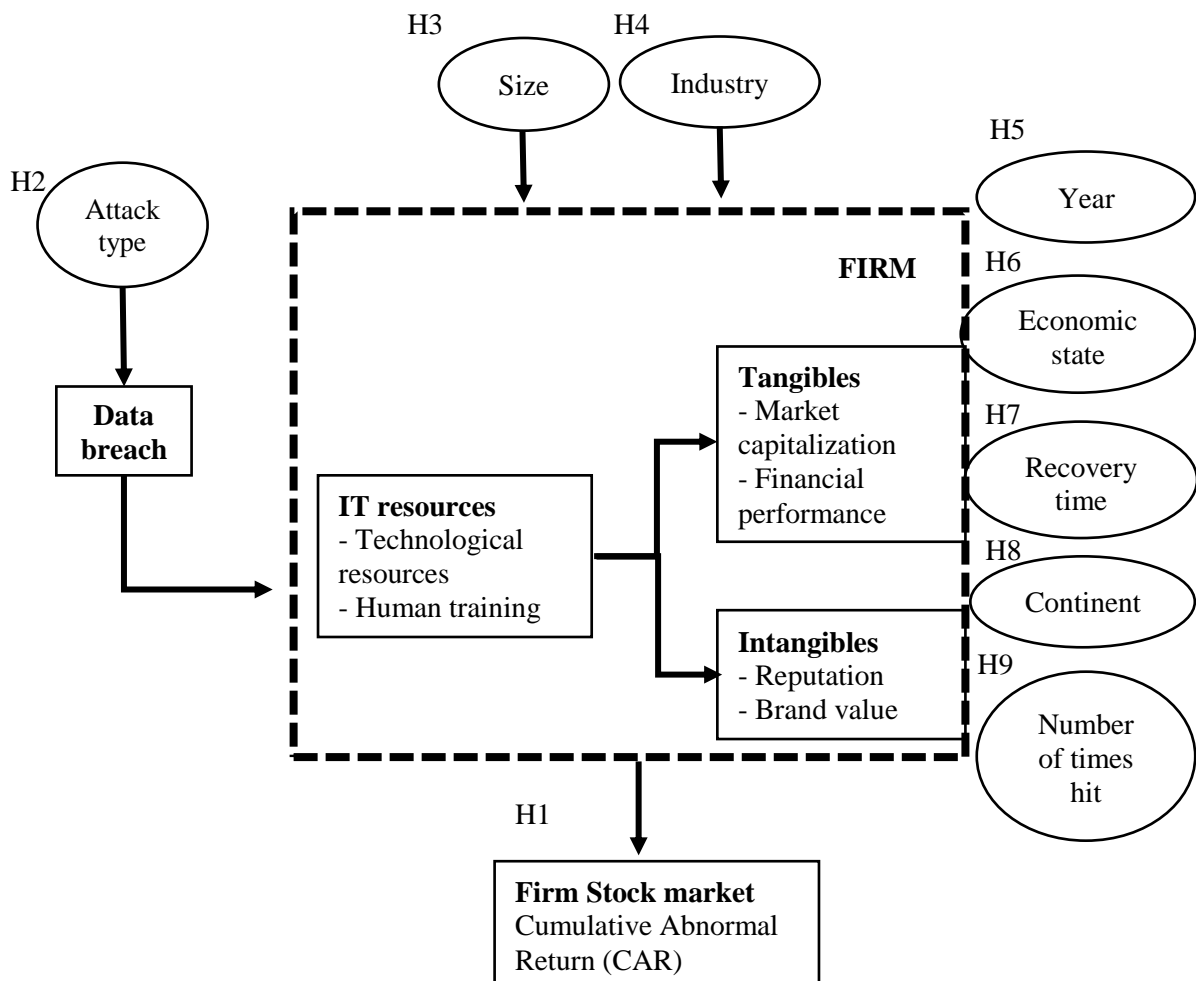 H3
Size
H4
Industry
H5
Year
H2
Attack
type
FIRM
H6
Economic
state
Data
breach
Tangibles
- Market
capitalization
- Financial
performance
H7
Recovery
time
IT resources
- Technological
resources
- Human training
H8
Continent
Intangibles
- Reputation
- Brand value
H9
Number
of times
hit
H1
Firm Stock market
Cumulative Abnormal
Return (CAR)